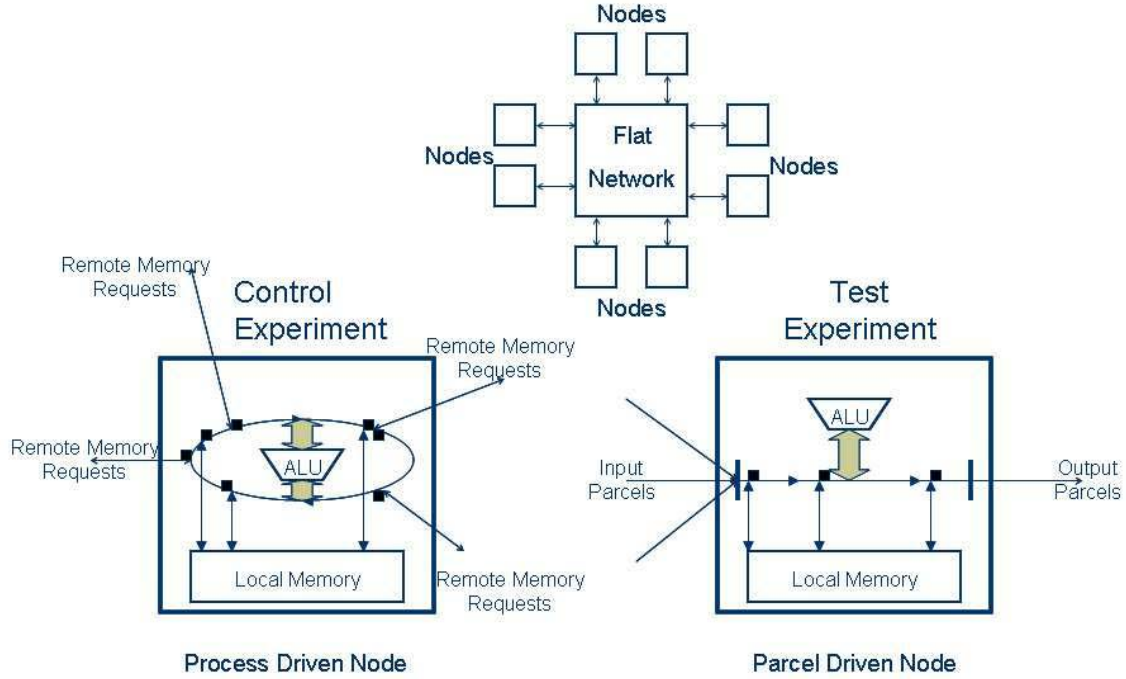 Nodes
Flat
Network
Nodes
Nodes
Nodes
Remote Memory
Requests
Control
Experiment
Remote Memory
Requests
Remote Memory
Requests
ALU
Remote Memory
Requests
Local Memory
Process Driven Node
Test
Experiment
ALU
Input
Parcels
Output
Parcels
Local Memory
Parcel Driven Node